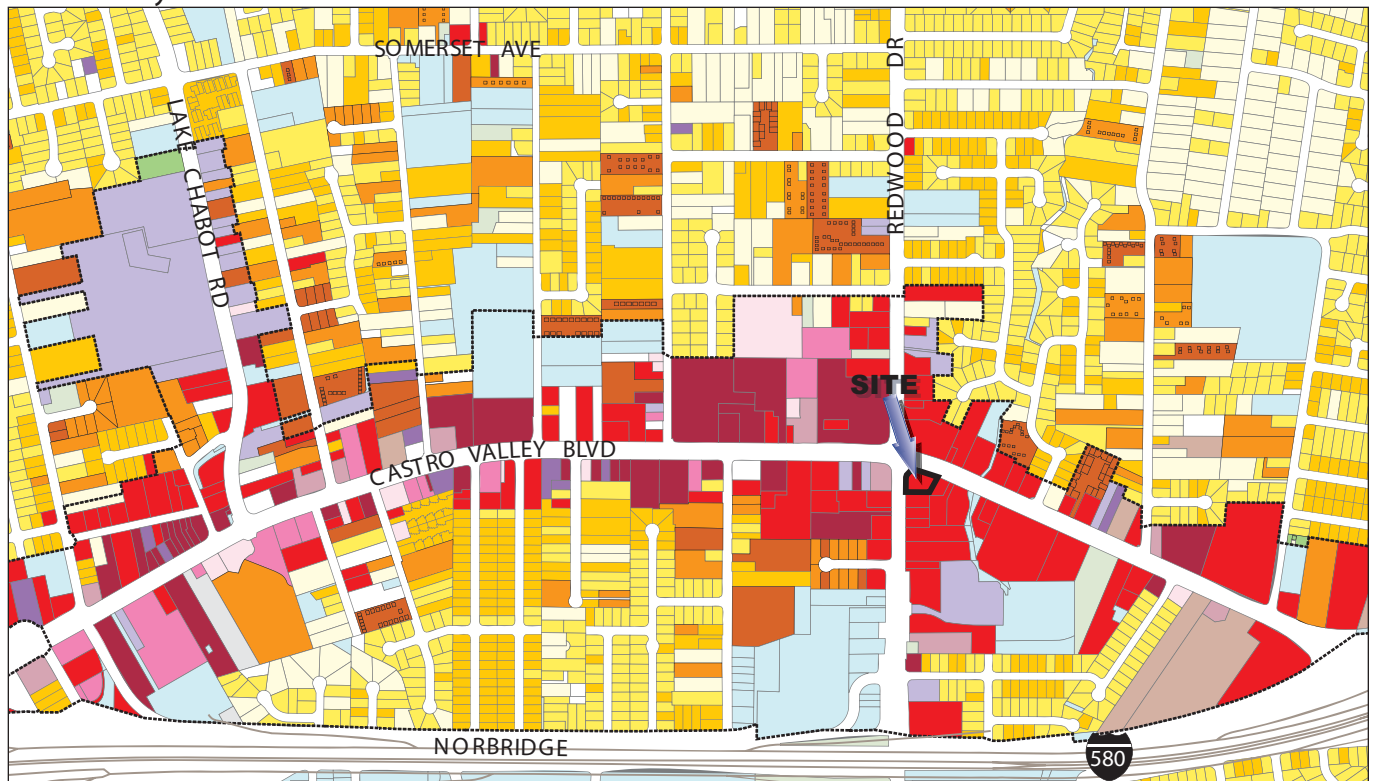 SOMERSET AVE
REDWOOD DR
LAKE CHABOT RD
SITE
CASTRO VALLEY BLVD
NORBRIDGE
580